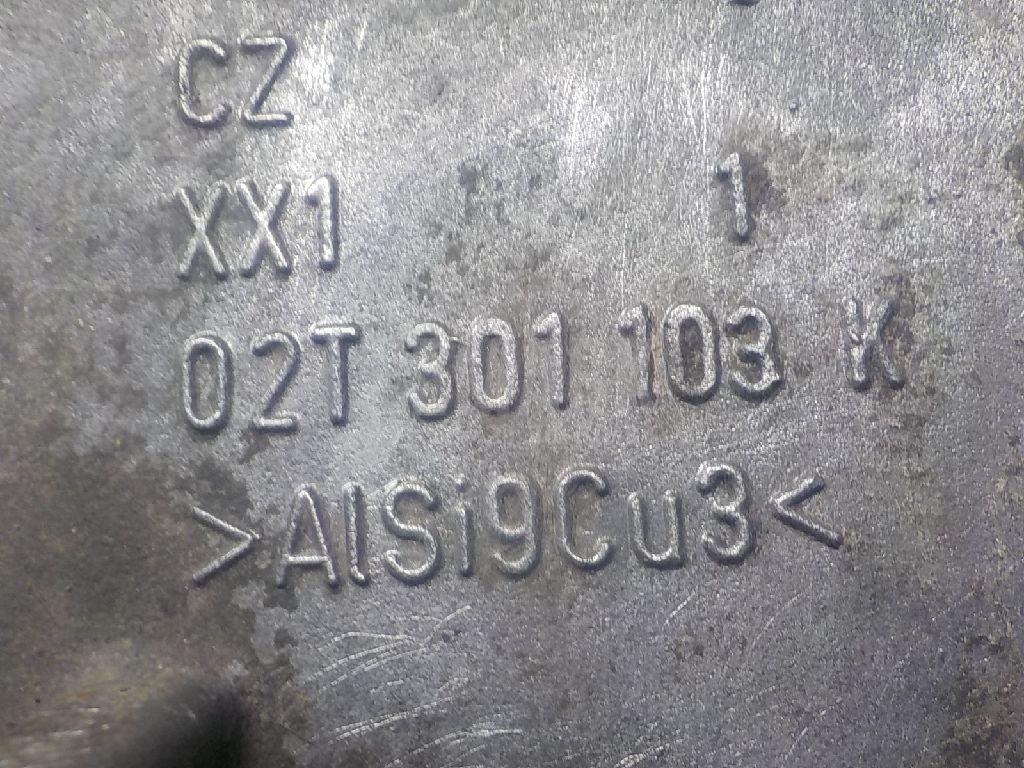 CZ
XX1 1
02T 301 103 K
>AlSi9Cu3<